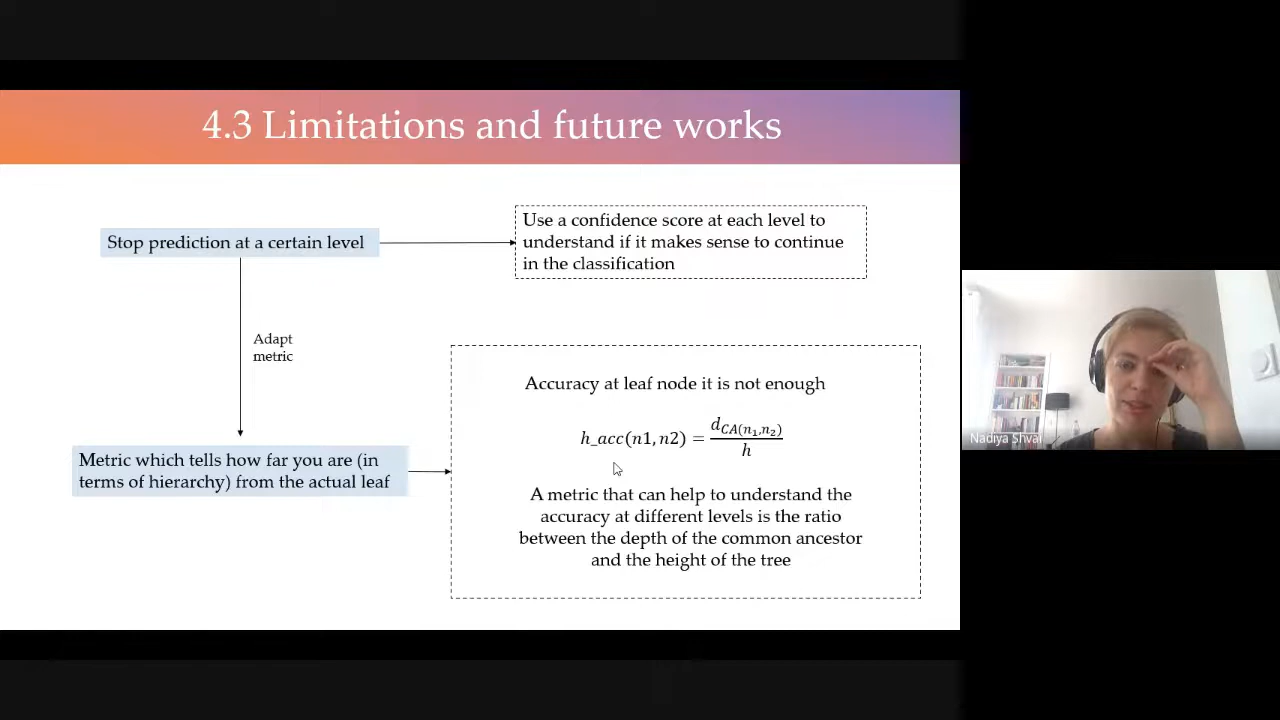 4.3 Limitations and future works
Stop prediction at a certain level
Use a confidence score at each level to
understand if it makes sense to continue
in the classification
Adapt
metric
Metric which tells how far you are (in
terms of hierarchy) from the actual leaf
Accuracy at leaf node it is not enough
h_acc(n1, n2) = d_CA(n₁,n₂) / h
A metric that can help to understand the
accuracy at different levels is the ratio
between the depth of the common ancestor
and the height of the tree
Nadiya Shvai